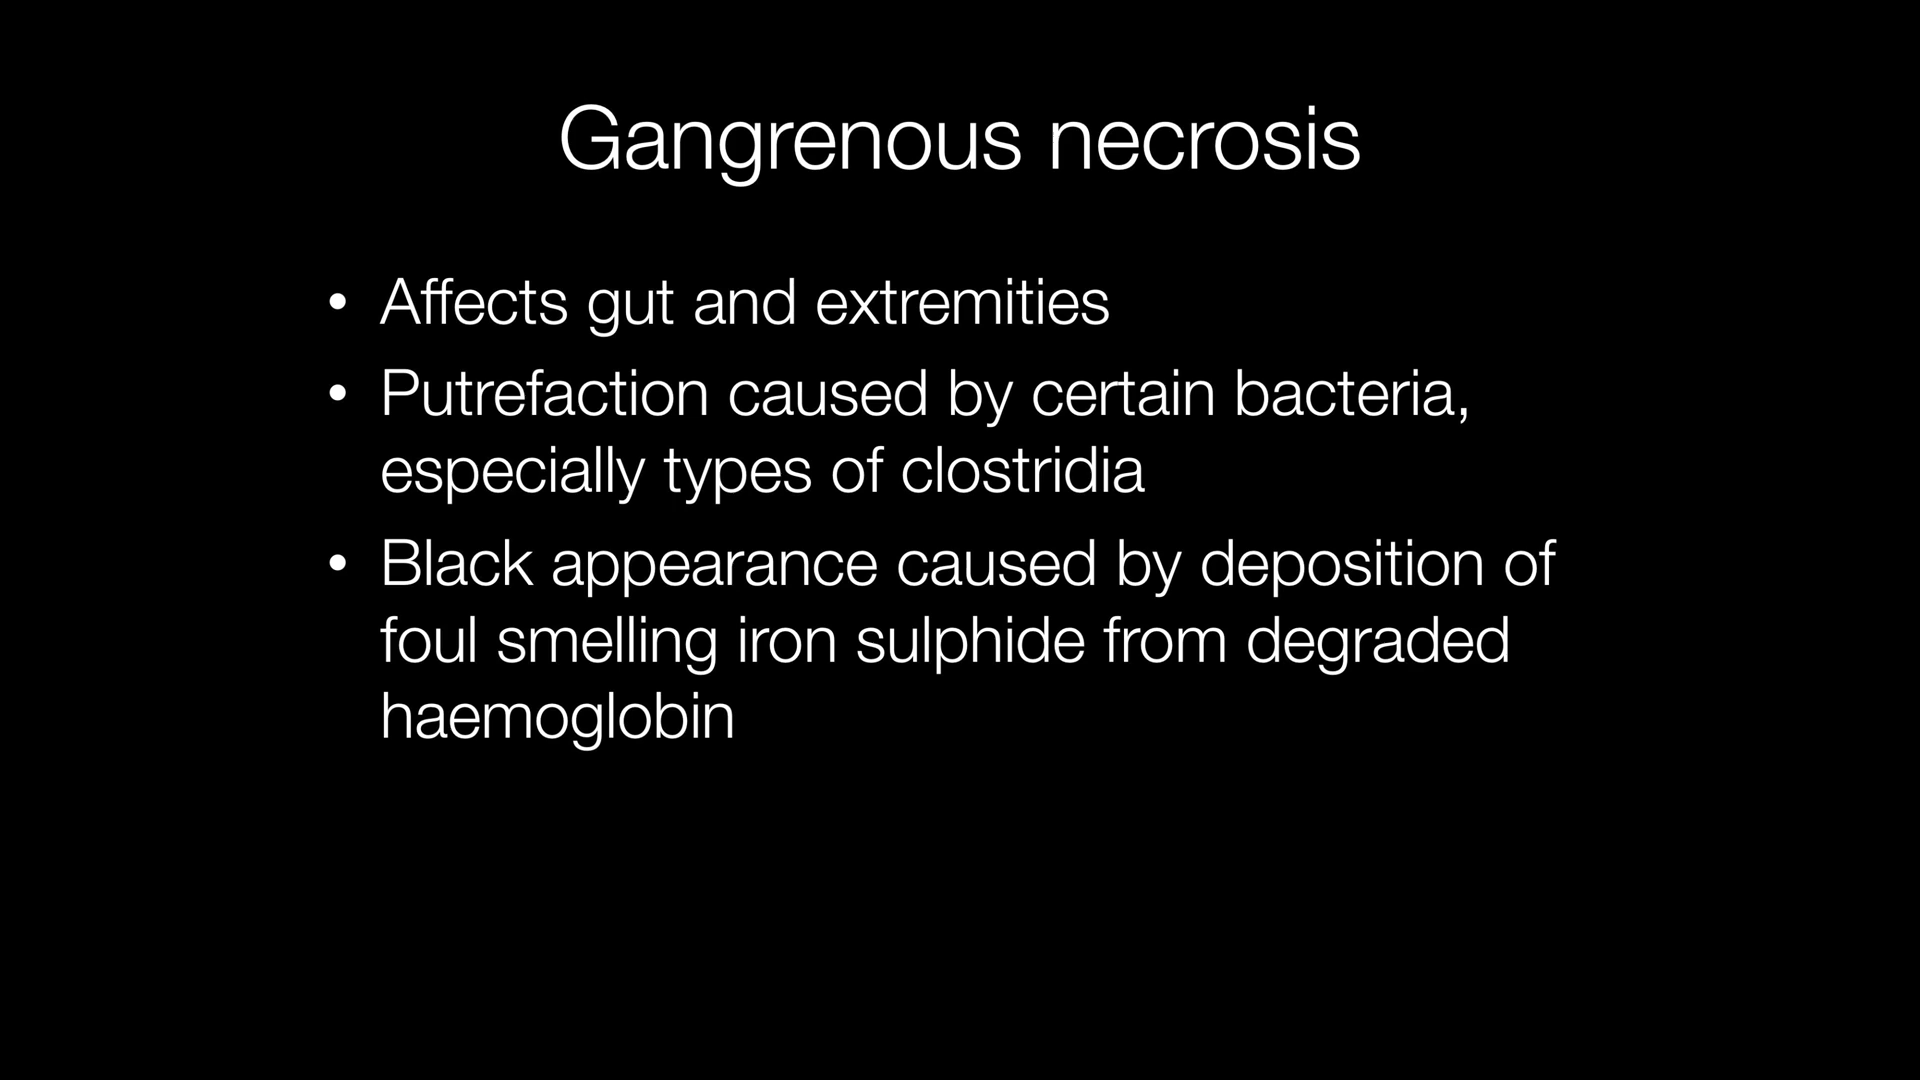 Gangrenous necrosis
• Affects gut and extremities
• Putrefaction caused by certain bacteria,
especially types of clostridia
• Black appearance caused by deposition of
foul smelling iron sulphide from degraded
haemoglobin